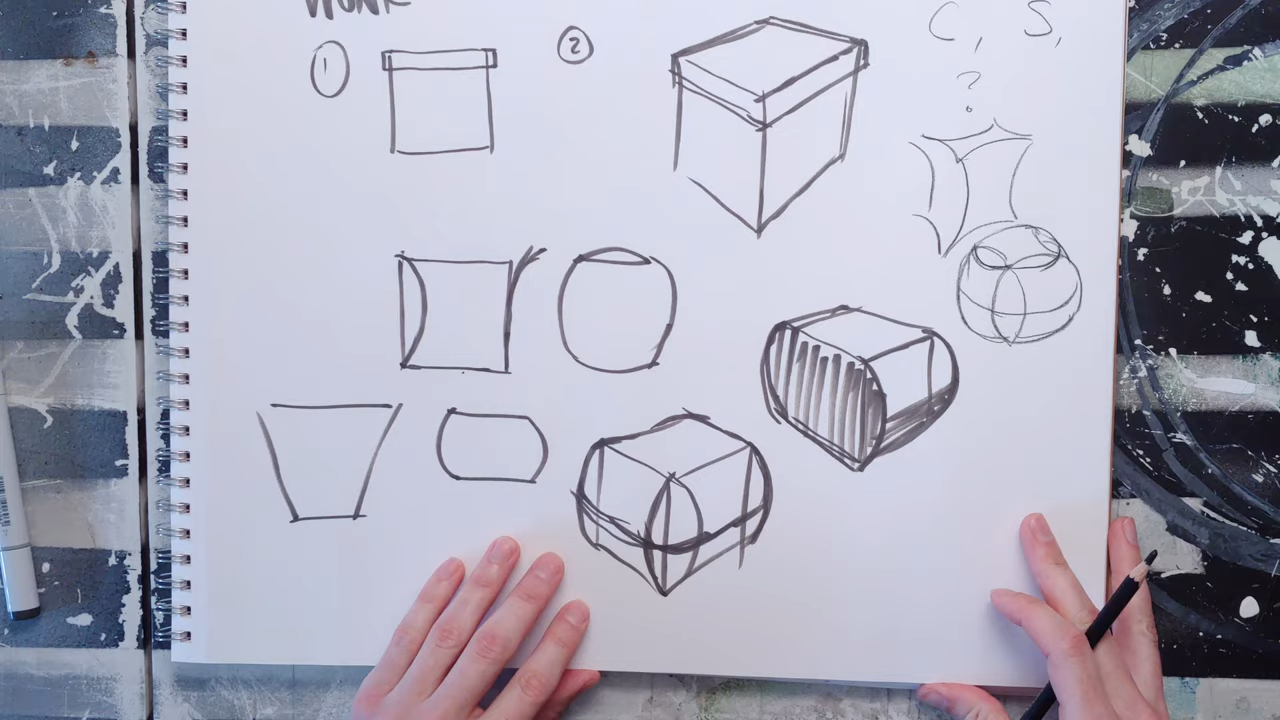 ①
②
C, S,
?